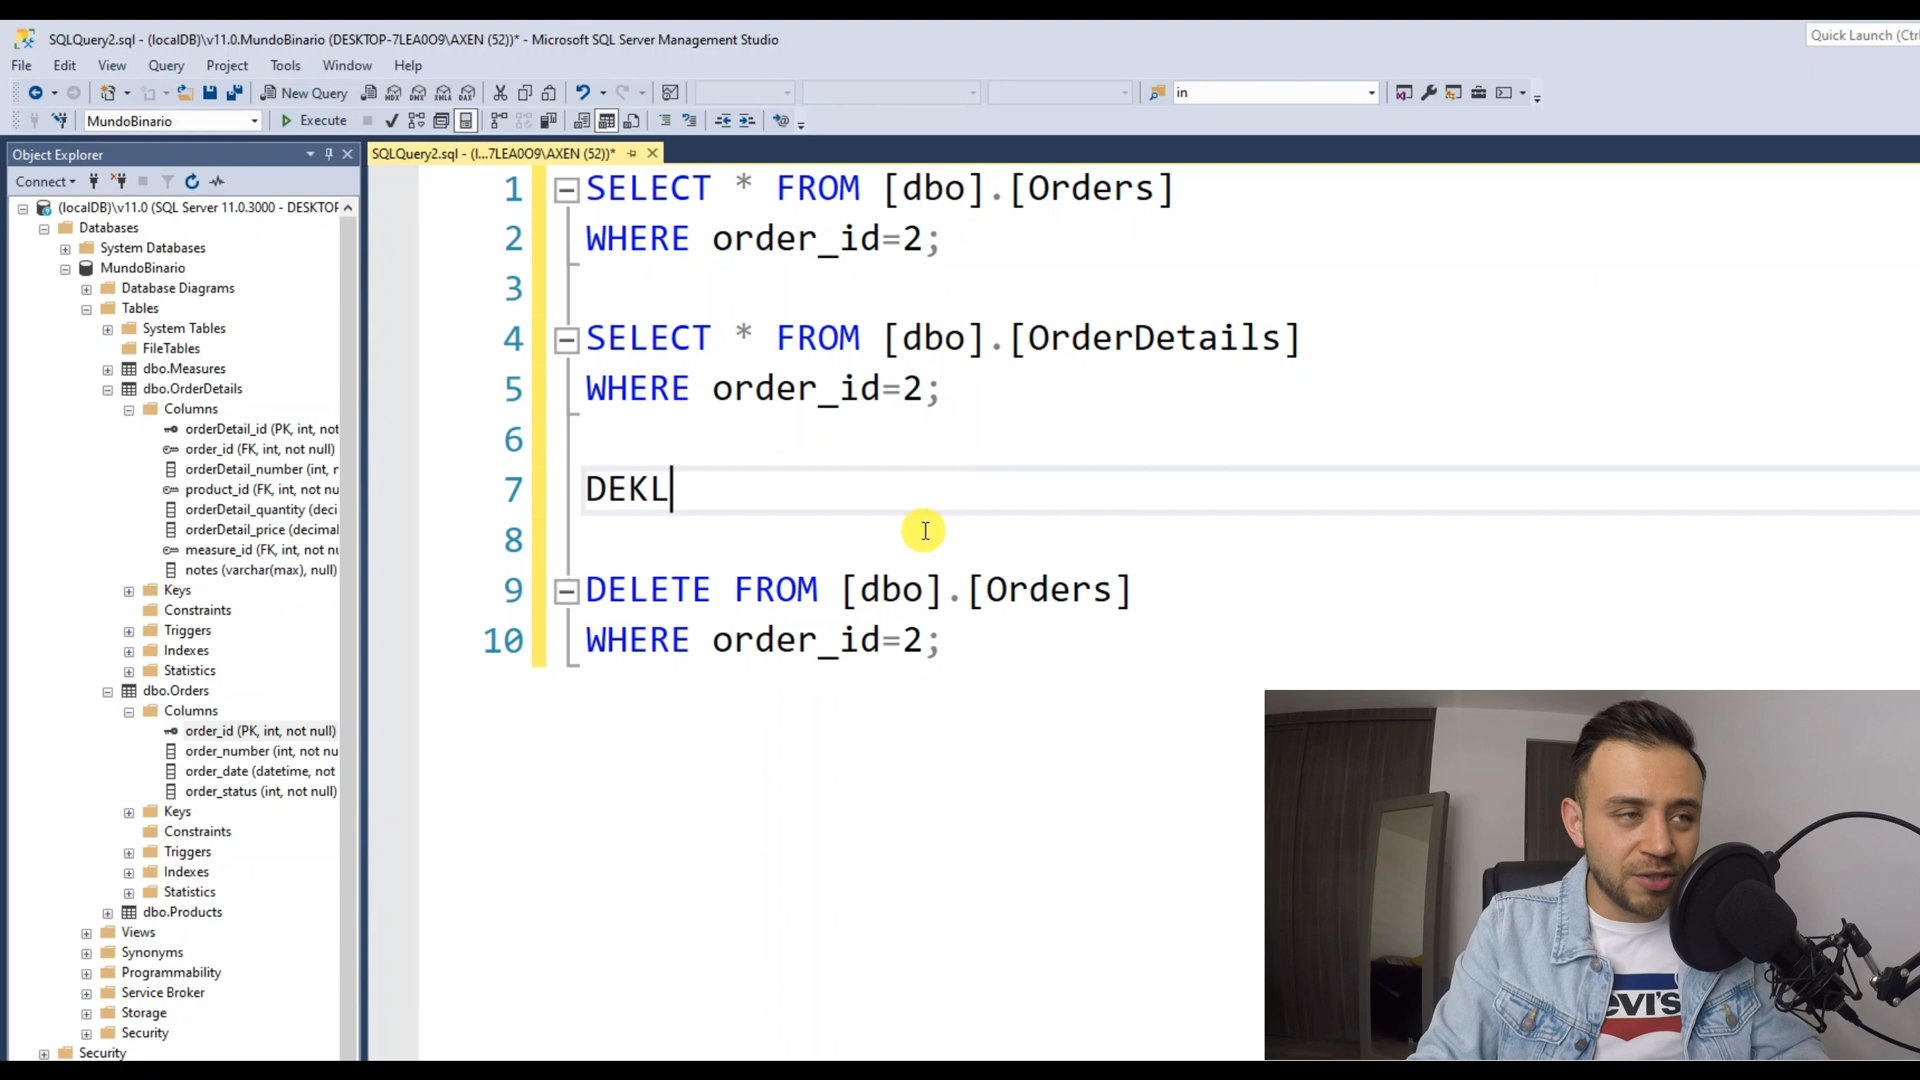 SQLQuery2.sql - (localDB)\v11.0.MundoBinario (DESKTOP-7LEA0O9\AXEN (52))* - Microsoft SQL Server Management Studio
Quick Launch (Ctr
File Edit View Query Project Tools Window Help
New Query
MDX DMX XMLA DAX
in
MundoBinario
Execute
Object Explorer
SQLQuery2.sql - (l...7LEA0O9\AXEN (52))*
Connect
(localDB)\v11.0 (SQL Server 11.0.3000 - DESKTOP
Databases
System Databases
MundoBinario
Database Diagrams
Tables
System Tables
FileTables
dbo.Measures
dbo.OrderDetails
Columns
orderDetail_id (PK, int, not
order_id (FK, int, not null)
orderDetail_number (int, r
product_id (FK, int, not nu
orderDetail_quantity (deci
orderDetail_price (decimal
measure_id (FK, int, not nu
notes (varchar(max), null)
Keys
Constraints
Triggers
Indexes
Statistics
dbo.Orders
Columns
order_id (PK, int, not null)
order_number (int, not nu
order_date (datetime, not
order_status (int, not null)
Keys
Constraints
Triggers
Indexes
Statistics
dbo.Products
Views
Synonyms
Programmability
Service Broker
Storage
Security
Security
1 SELECT * FROM [dbo].[Orders]
2 WHERE order_id=2;
3
4 SELECT * FROM [dbo].[OrderDetails]
5 WHERE order_id=2;
6
7 DEKL
8
9 DELETE FROM [dbo].[Orders]
10 WHERE order_id=2;
evi's